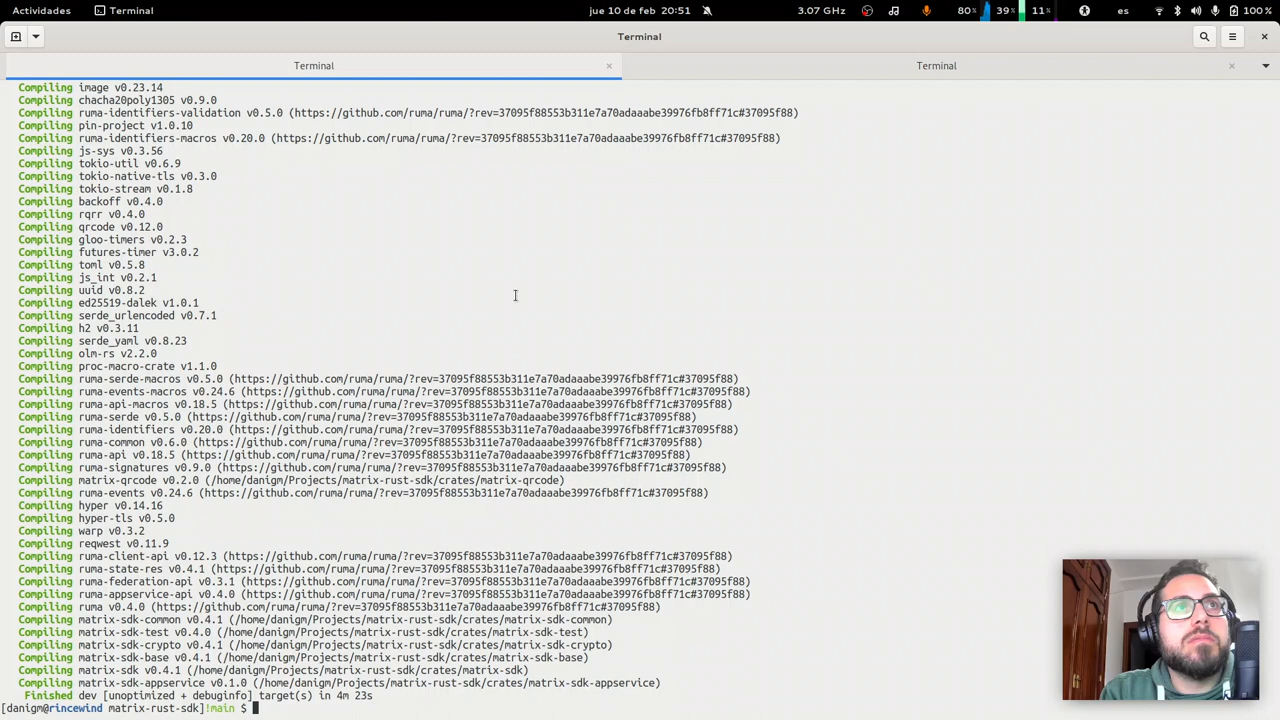 Actividades Terminal jue 10 de feb 20:51 3.07 GHz 80% 39% 11% es 100 %
Terminal
Terminal × Terminal ×
Compiling image v0.23.14
Compiling chacha20poly1305 v0.9.0
Compiling ruma-identifiers-validation v0.5.0 (https://github.com/ruma/ruma/?rev=37095f88553b311e7a70adaaabe39976fb8ff71c#37095f88)
Compiling pin-project v1.0.10
Compiling ruma-identifiers-macros v0.20.0 (https://github.com/ruma/ruma/?rev=37095f88553b311e7a70adaaabe39976fb8ff71c#37095f88)
Compiling js-sys v0.3.56
Compiling tokio-util v0.6.9
Compiling tokio-native-tls v0.3.0
Compiling tokio-stream v0.1.8
Compiling backoff v0.4.0
Compiling rqrr v0.4.0
Compiling qrcode v0.12.0
Compiling gloo-timers v0.2.3
Compiling futures-timer v3.0.2
Compiling toml v0.5.8
Compiling js_int v0.2.1
Compiling uuid v0.8.2
Compiling ed25519-dalek v1.0.1
Compiling serde_urlencoded v0.7.1
Compiling h2 v0.3.11
Compiling serde_yaml v0.8.23
Compiling olm-rs v2.2.0
Compiling proc-macro-crate v1.1.0
Compiling ruma-serde-macros v0.5.0 (https://github.com/ruma/ruma/?rev=37095f88553b311e7a70adaaabe39976fb8ff71c#37095f88)
Compiling ruma-events-macros v0.24.6 (https://github.com/ruma/ruma/?rev=37095f88553b311e7a70adaaabe39976fb8ff71c#37095f88)
Compiling ruma-api-macros v0.18.5 (https://github.com/ruma/ruma/?rev=37095f88553b311e7a70adaaabe39976fb8ff71c#37095f88)
Compiling ruma-serde v0.5.0 (https://github.com/ruma/ruma/?rev=37095f88553b311e7a70adaaabe39976fb8ff71c#37095f88)
Compiling ruma-identifiers v0.20.0 (https://github.com/ruma/ruma/?rev=37095f88553b311e7a70adaaabe39976fb8ff71c#37095f88)
Compiling ruma-common v0.6.0 (https://github.com/ruma/ruma/?rev=37095f88553b311e7a70adaaabe39976fb8ff71c#37095f88)
Compiling ruma-api v0.18.5 (https://github.com/ruma/ruma/?rev=37095f88553b311e7a70adaaabe39976fb8ff71c#37095f88)
Compiling ruma-signatures v0.9.0 (https://github.com/ruma/ruma/?rev=37095f88553b311e7a70adaaabe39976fb8ff71c#37095f88)
Compiling matrix-qrcode v0.2.0 (/home/danigm/Projects/matrix-rust-sdk/crates/matrix-qrcode)
Compiling ruma-events v0.24.6 (https://github.com/ruma/ruma/?rev=37095f88553b311e7a70adaaabe39976fb8ff71c#37095f88)
Compiling hyper v0.14.16
Compiling hyper-tls v0.5.0
Compiling warp v0.3.2
Compiling reqwest v0.11.9
Compiling ruma-client-api v0.12.3 (https://github.com/ruma/ruma/?rev=37095f88553b311e7a70adaaabe39976fb8ff71c#37095f88)
Compiling ruma-state-res v0.4.1 (https://github.com/ruma/ruma/?rev=37095f88553b311e7a70adaaabe39976fb8ff71c#37095f88)
Compiling ruma-federation-api v0.3.1 (https://github.com/ruma/ruma/?rev=37095f88553b311e7a70adaaabe39976fb8ff71c#37095f88)
Compiling ruma-appservice-api v0.4.0 (https://github.com/ruma/ruma/?rev=37095f88553b311e7a70adaaabe39976fb8ff71c#37095f88)
Compiling ruma v0.4.0 (https://github.com/ruma/ruma/?rev=37095f88553b311e7a70adaaabe39976fb8ff71c#37095f88)
Compiling matrix-sdk-common v0.4.1 (/home/danigm/Projects/matrix-rust-sdk/crates/matrix-sdk-common)
Compiling matrix-sdk-test v0.4.0 (/home/danigm/Projects/matrix-rust-sdk/crates/matrix-sdk-test)
Compiling matrix-sdk-crypto v0.4.1 (/home/danigm/Projects/matrix-rust-sdk/crates/matrix-sdk-crypto)
Compiling matrix-sdk-base v0.4.1 (/home/danigm/Projects/matrix-rust-sdk/crates/matrix-sdk-base)
Compiling matrix-sdk v0.4.1 (/home/danigm/Projects/matrix-rust-sdk/crates/matrix-sdk)
Compiling matrix-sdk-appservice v0.1.0 (/home/danigm/Projects/matrix-rust-sdk/crates/matrix-sdk-appservice)
Finished dev [unoptimized + debuginfo] target(s) in 4m 23s
[danigm@rincewind matrix-rust-sdk]!main $